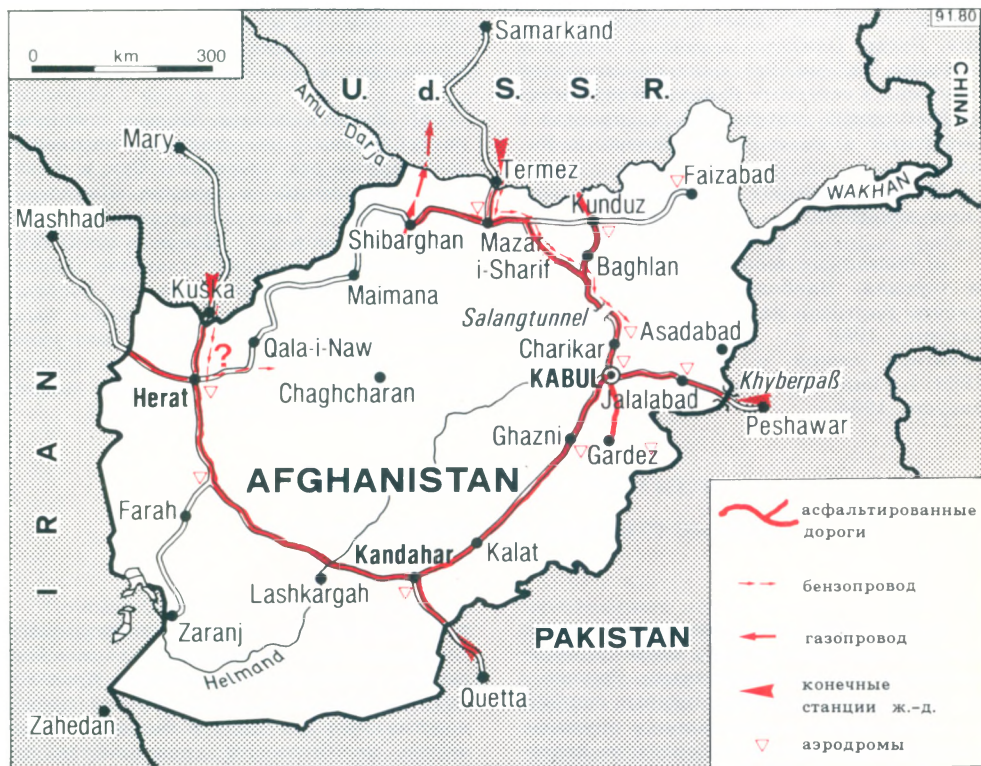 0 km 300
91.80
Samarkand
U. d. S. S. R.
CHINA
Amu Darja
Mary
Termez
Faizabad
WAKHAN
Kunduz
Mashhad
Shibarghan
Mazar-
i-Sharif
Baghlan
Kuska
Maimana
Salangtunnel
Asadabad
?
Qala-i-Naw
Charikar
Chaghcharan
KABUL
Khyberpaß
Herat
Jalalabad
Peshawar
Ghazni
Gardez
AFGHANISTAN
IRAN
Farah
Kandahar
Kalat
Lashkargah
Zaranj
PAKISTAN
Helmand
Quetta
Zahedan
асфальтированные
дороги
бензопровод
газопровод
конечные
станции ж.-д.
аэродромы